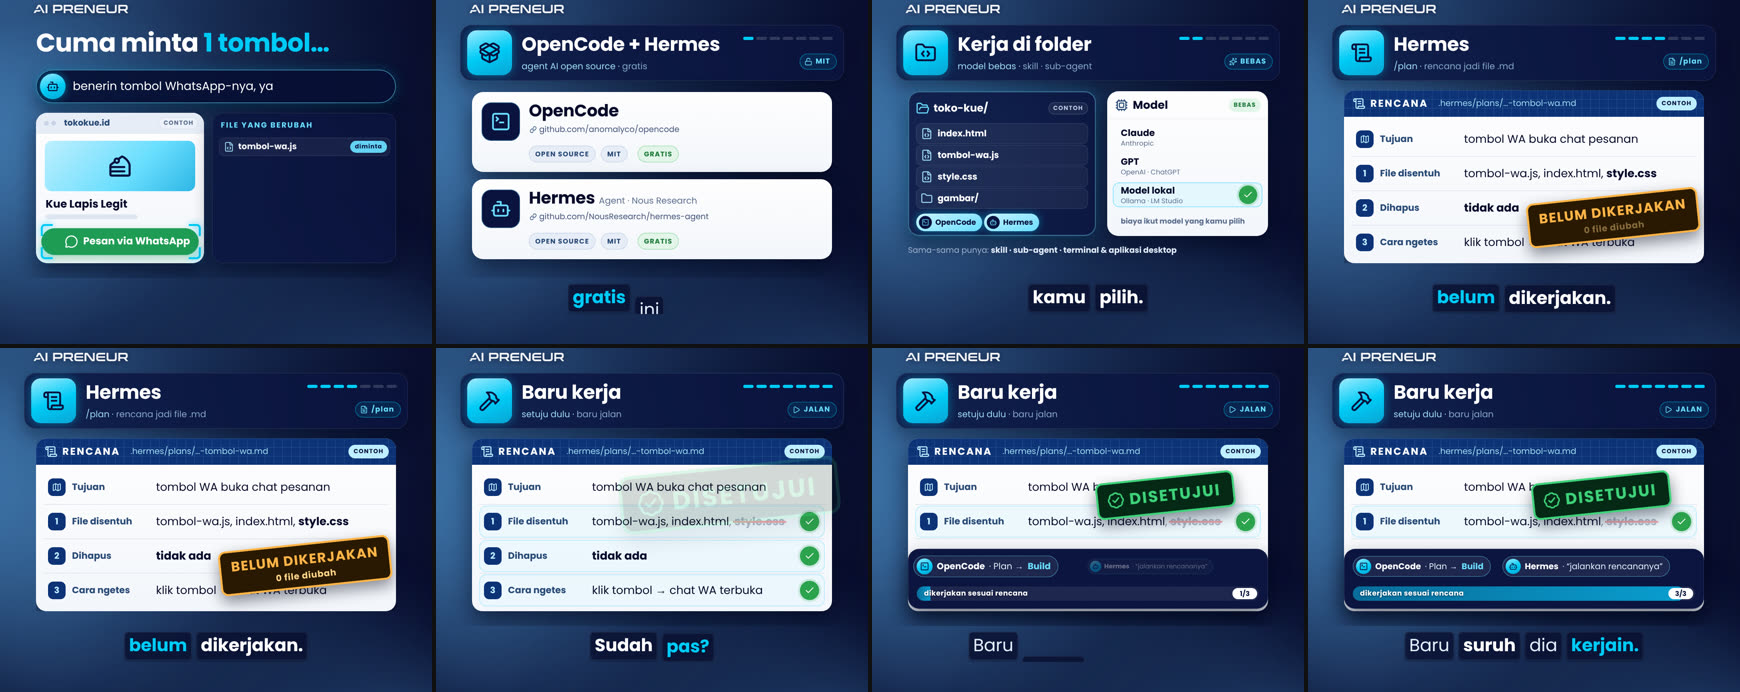 AI PRENEUR
Cuma minta 1 tombol...
benerin tombol WhatsApp-nya, ya
tokokue.id CONTOH
Kue Lapis Legit
Pesan via WhatsApp
FILE YANG BERUBAH
tombol-wa.js diminta
AI PRENEUR
OpenCode + Hermes
agent AI open source · gratis
MIT
OpenCode
github.com/anomalyco/opencode
OPEN SOURCE MIT GRATIS
Hermes Agent · Nous Research
github.com/NousResearch/hermes-agent
OPEN SOURCE MIT GRATIS
gratis ini
AI PRENEUR
Kerja di folder
model bebas · skill · sub-agent
BEBAS
toko-kue/ CONTOH
index.html
tombol-wa.js
style.css
gambar/
OpenCode Hermes
Model BEBAS
Claude
Anthropic
GPT
OpenAI · ChatGPT
Model lokal
Ollama · LM Studio
biaya ikut model yang kamu pilih
Sama-sama punya: skill · sub-agent · terminal & aplikasi desktop
kamu pilih.
AI PRENEUR
Hermes
/plan · rencana jadi file .md
/plan
RENCANA .hermes/plans/...-tombol-wa.md CONTOH
Tujuan tombol WA buka chat pesanan
1 File disentuh tombol-wa.js, index.html, style.css
2 Dihapus tidak ada
3 Cara ngetes klik tombol WA terbuka
BELUM DIKERJAKAN
0 file diubah
belum dikerjakan.
AI PRENEUR
Hermes
/plan · rencana jadi file .md
/plan
RENCANA .hermes/plans/...-tombol-wa.md CONTOH
Tujuan tombol WA buka chat pesanan
1 File disentuh tombol-wa.js, index.html, style.css
2 Dihapus tidak ada
3 Cara ngetes klik tombol WA terbuka
BELUM DIKERJAKAN
0 file diubah
belum dikerjakan.
AI PRENEUR
Baru kerja
setuju dulu · baru jalan
JALAN
RENCANA .hermes/plans/...-tombol-wa.md CONTOH
Tujuan tombol WA buka chat pesanan
DISETUJUI
1 File disentuh tombol-wa.js, index.html, style.css
2 Dihapus tidak ada
3 Cara ngetes klik tombol → chat WA terbuka
Sudah pas?
AI PRENEUR
Baru kerja
setuju dulu · baru jalan
JALAN
RENCANA .hermes/plans/...-tombol-wa.md CONTOH
Tujuan tombol WA
DISETUJUI
1 File disentuh tombol-wa.js, index.html, style.css
OpenCode · Plan → Build Hermes · "jalankan rencananya"
dikerjakan sesuai rencana 1/3
Baru
AI PRENEUR
Baru kerja
setuju dulu · baru jalan
JALAN
RENCANA .hermes/plans/...-tombol-wa.md CONTOH
Tujuan tombol WA
DISETUJUI
1 File disentuh tombol-wa.js, index.html, style.css
OpenCode · Plan → Build Hermes · "jalankan rencananya"
dikerjakan sesuai rencana 3/3
Baru suruh dia kerjain.